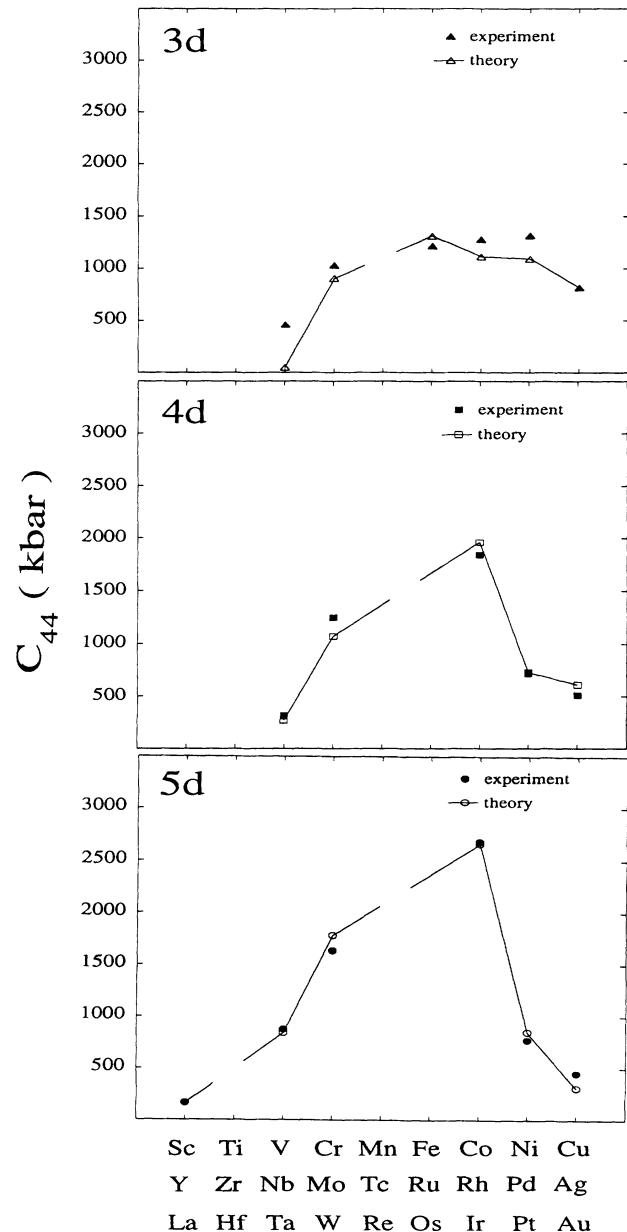 3d
experiment
theory
3000
2500
2000
1500
1000
500
4d
experiment
theory
3000
2500
2000
1500
1000
500
C44 ( kbar )
5d
experiment
theory
3000
2500
2000
1500
1000
500
Sc Ti V Cr Mn Fe Co Ni Cu
Y Zr Nb Mo Tc Ru Rh Pd Ag
La Hf Ta W Re Os Ir Pt Au